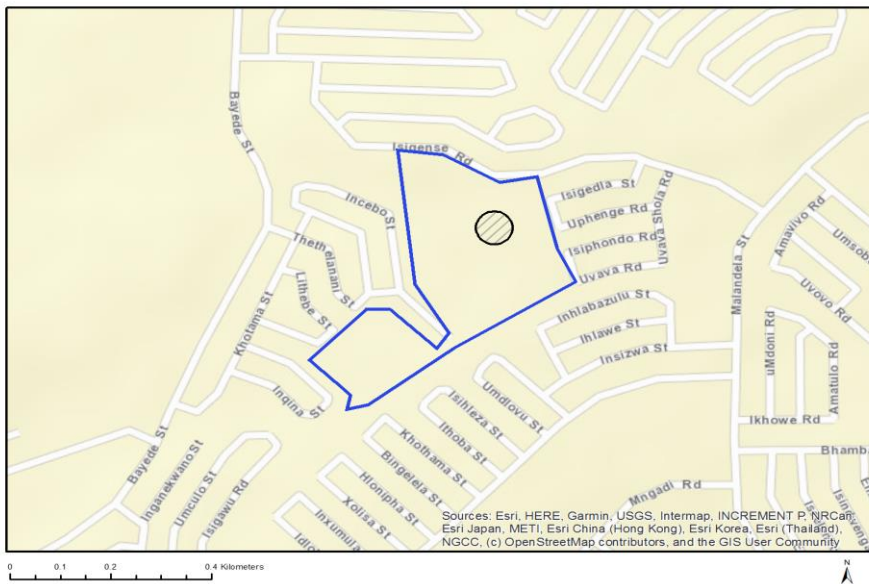 Bayede St
Isigense Rd
Isigedla St
Uphenge Rd
Isiphondo Rd
Uvava Rd
Uvava Shola Rd
Incebo St
Thethelanani St
Lithebe St
Khotama St
Inhlabazulu St
Ihlawe St
Insizwa St
Malandela St
Amavivo Rd
Umsoba
Uvovo Rd
uMdoni Rd
Amatulo Rd
Ikhowe Rd
Bhamba
Inqina St
Umdlovu St
Isihleza St
Ithoba St
Khothama St
Bingelela St
Hlonipha St
Xolisa St
Inxumula
Bayede St
Inganekwano St
Umculo St
Isigawu Rd
Mngadi Rd
Sources: Esri, HERE, Garmin, USGS, Intermap, INCREMENT P, NRCan,
Esri Japan, METI, Esri China (Hong Kong), Esri Korea, Esri (Thailand),
NGCC, (c) OpenStreetMap contributors, and the GIS User Community
0 0.1 0.2 0.4 Kilometers
N